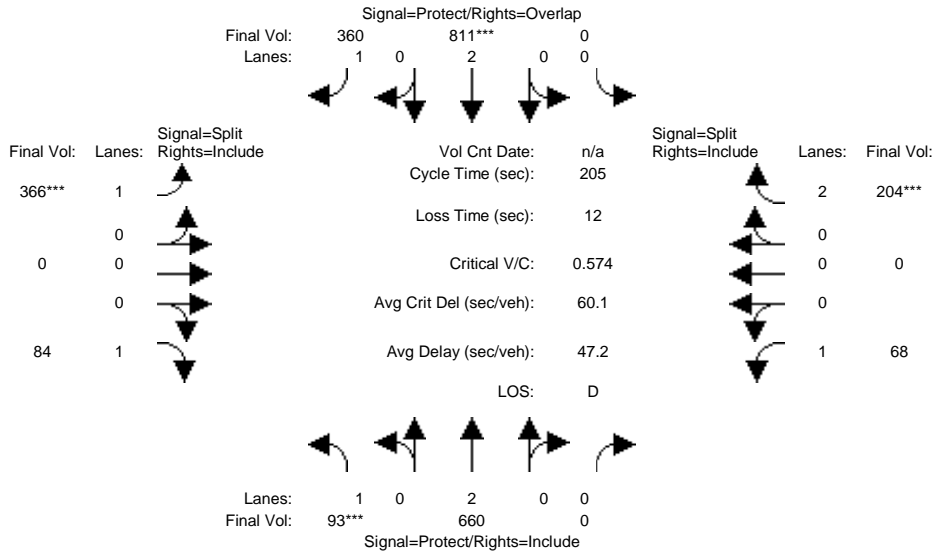 Signal=Protect/Rights=Overlap
Final Vol: 360 811*** 0
Lanes: 1 0 2 0 0
Signal=Split Signal=Split
Final Vol: Lanes: Rights=Include Vol Cnt Date: n/a Rights=Include Lanes: Final Vol:
Cycle Time (sec): 205
366*** 1 2 204***
Loss Time (sec): 12
0 0
0 0 Critical V/C: 0.574 0 0
0 Avg Crit Del (sec/veh): 60.1 0
84 1 Avg Delay (sec/veh): 47.2 1 68
LOS: D
Lanes: 1 0 2 0 0
Final Vol: 93*** 660 0
Signal=Protect/Rights=Include